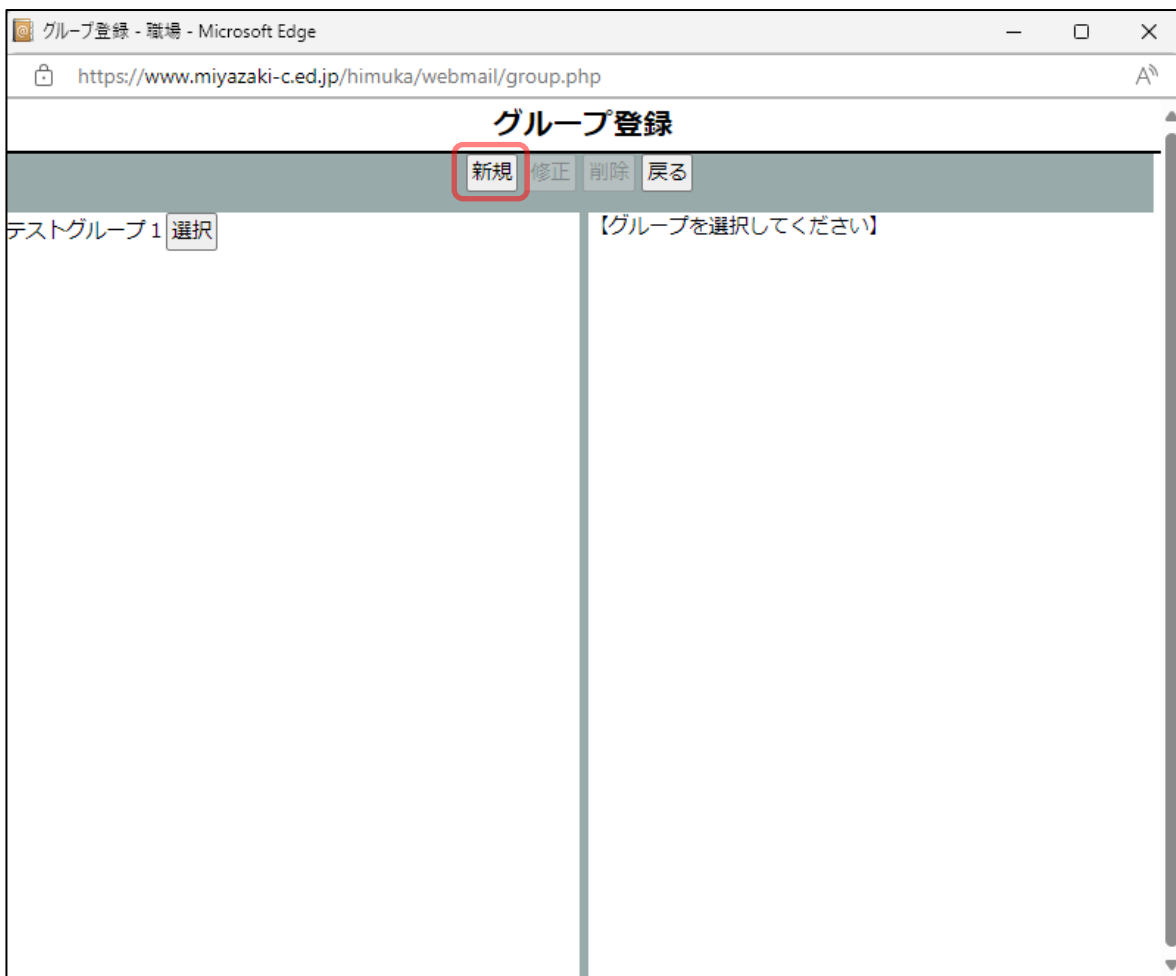 グループ登録 - 職場 - Microsoft Edge
https://www.miyazaki-c.ed.jp/himuka/webmail/group.php
グループ登録
新規 修正 削除 戻る
テストグループ１ 選択
【グループを選択してください】